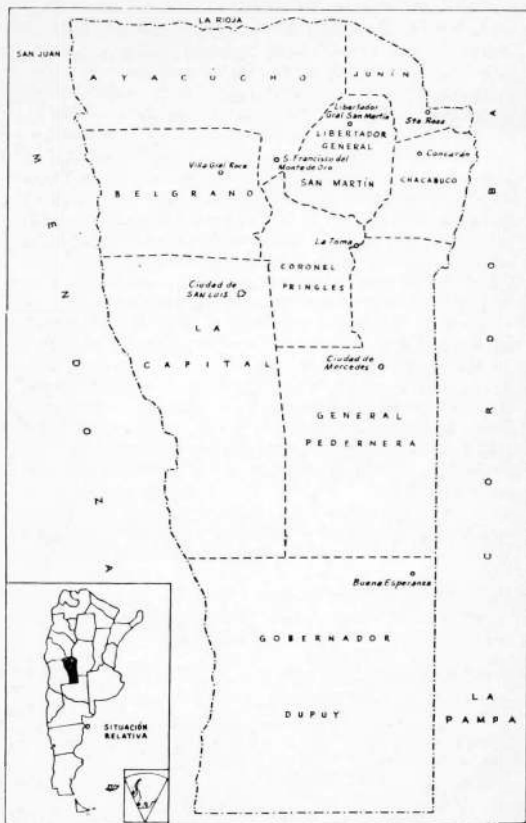 LA RIOJA
SAN JUAN
AYACUCHO
JUNÍN
Libertador
Gral San Martín
Sta. Rosa
LIBERTADOR
GENERAL
SAN MARTÍN
S. Francisco del
Monte de Oro
Concarán
CHACABUCO
Villa Gral Roca
BELGRANO
MENDOZA
CORDOBA
La Toma
CORONEL
PRINGLES
Ciudad de
SAN LUIS
LA
CAPITAL
Ciudad de
Mercedes
GENERAL
PEDERNERA
Buena Esperanza
GOBERNADOR
DUPUY
LA
PAMPA
SITUACIÓN
RELATIVA